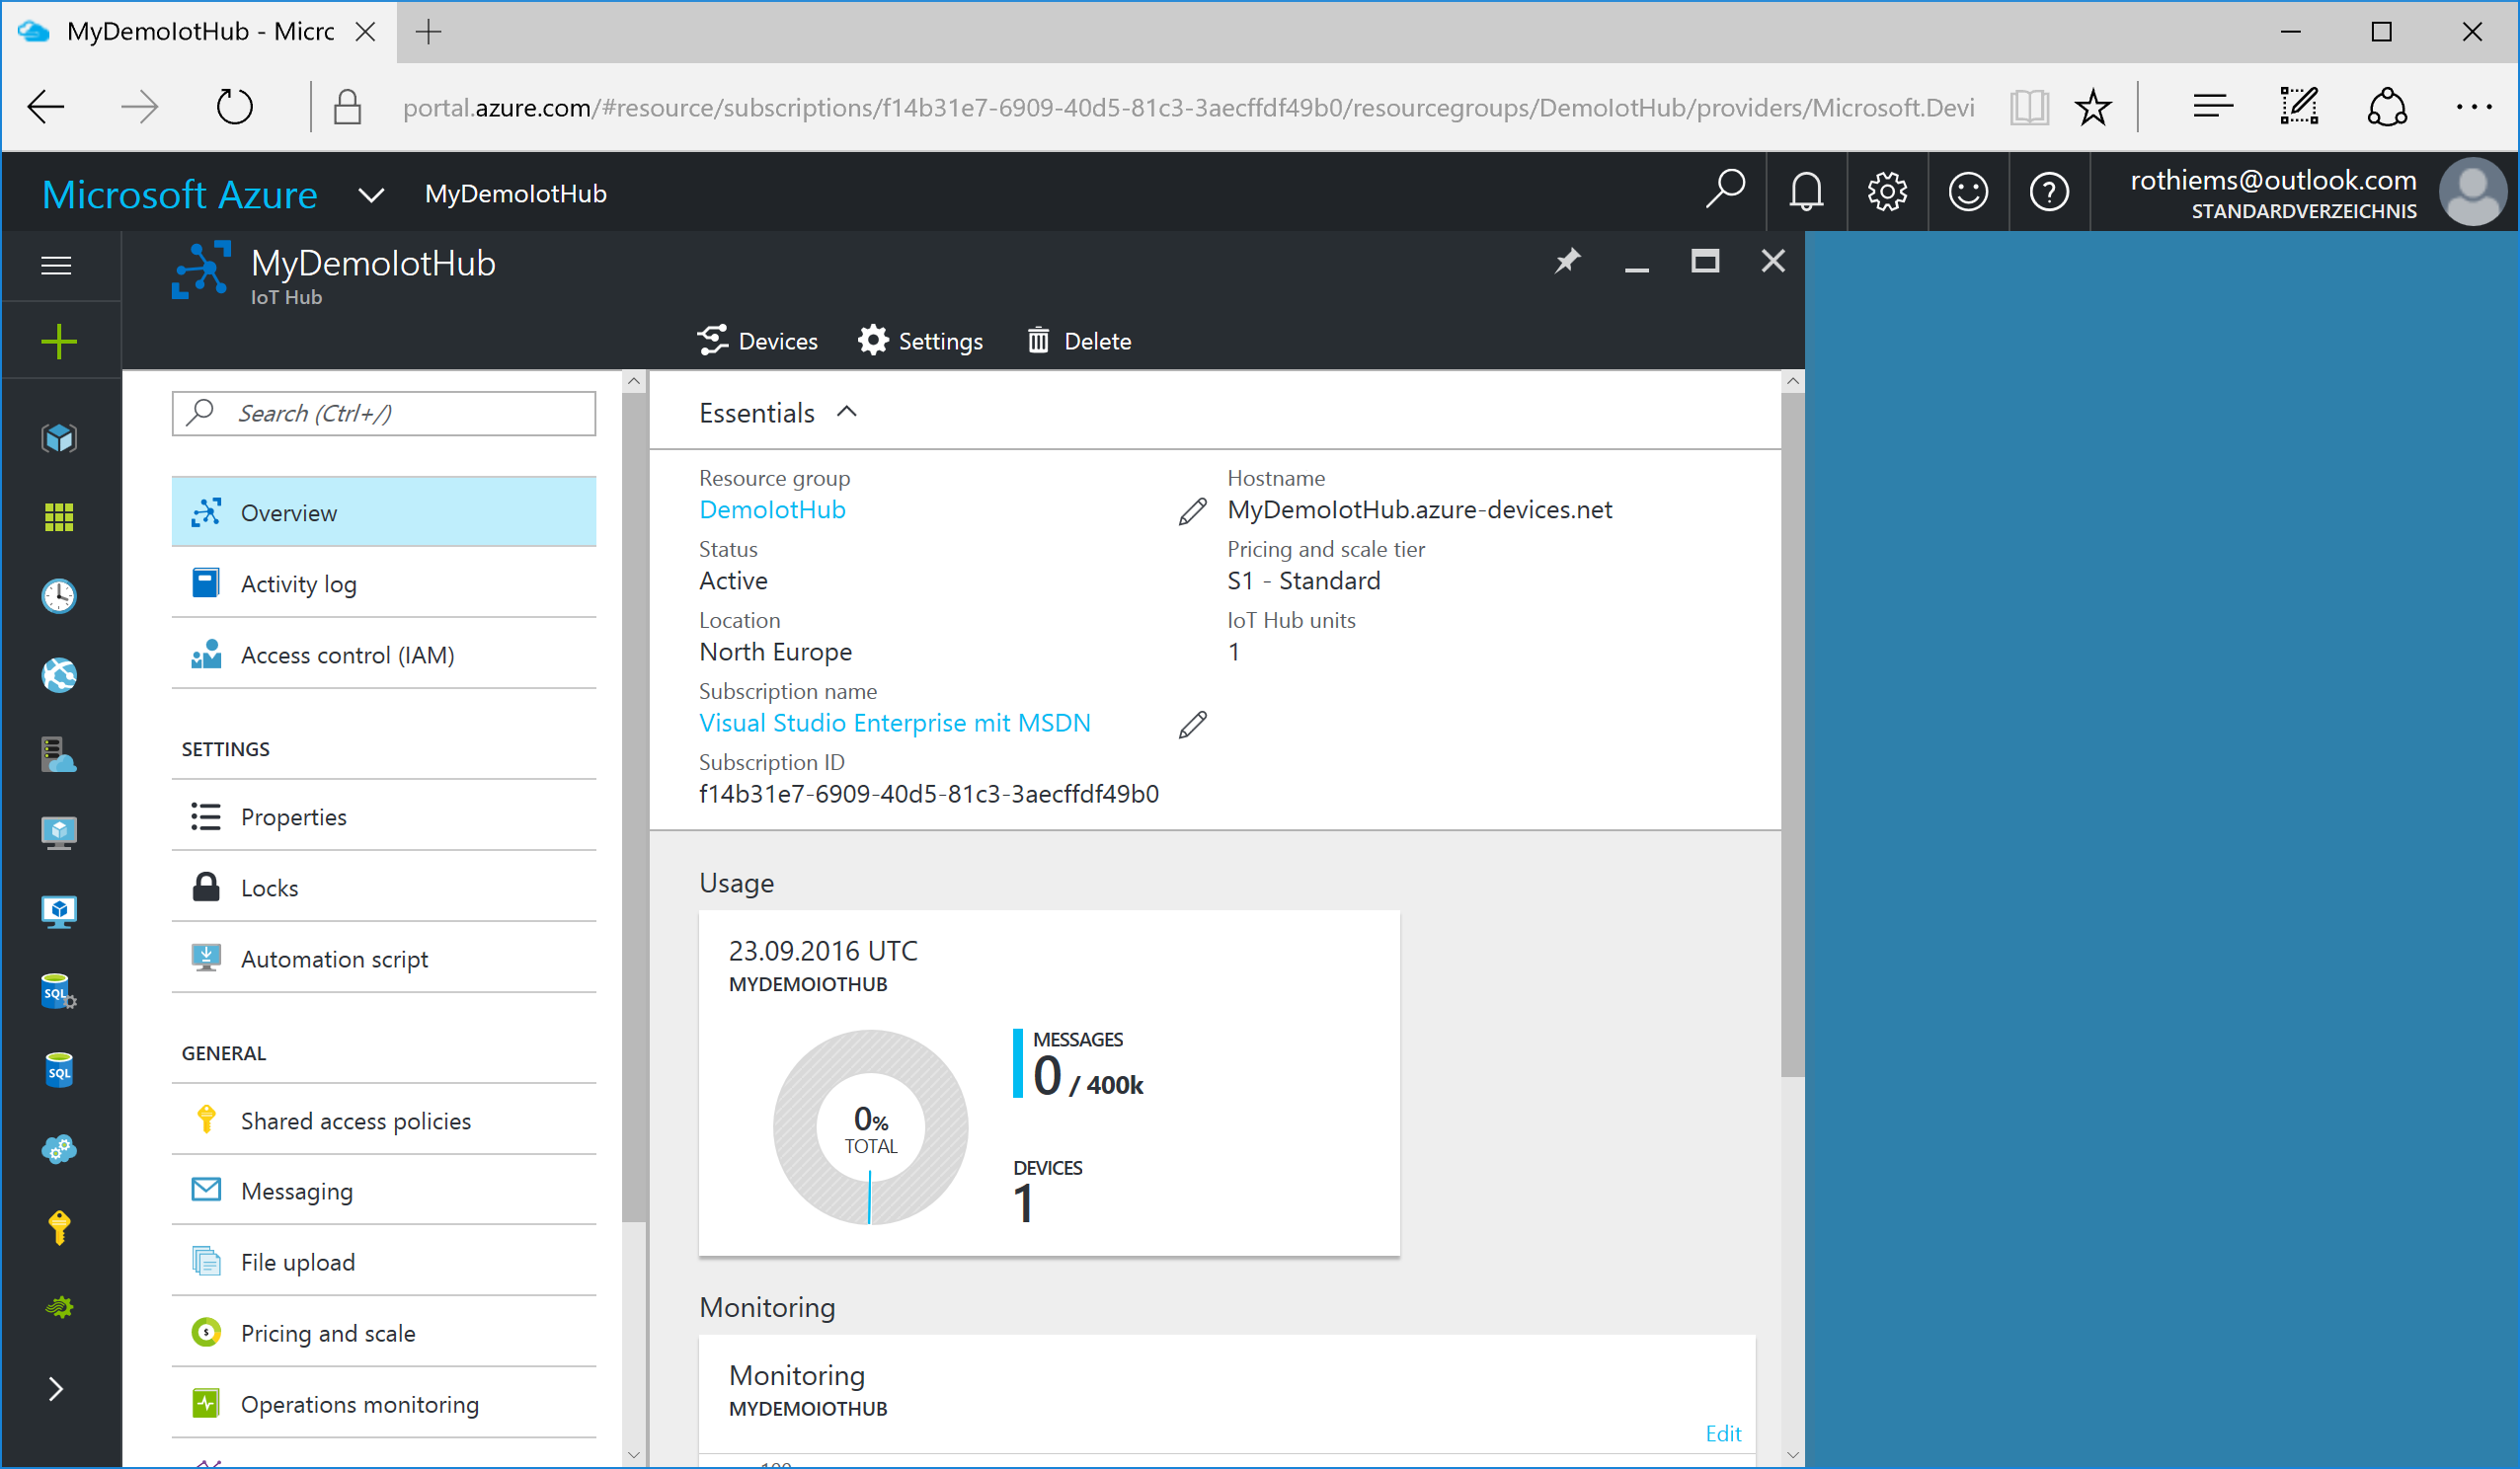 MyDemoIotHub - Micr
portal.azure.com/#resource/subscriptions/f14b31e7-6909-40d5-81c3-3aecffdf49b0/resourcegroups/DemoIotHub/providers/Microsoft.Devi
Microsoft Azure
MyDemoIotHub
rothiems@outlook.com
STANDARDVERZEICHNIS
MyDemoIotHub
IoT Hub
Devices
Settings
Delete
Search (Ctrl+/)
Overview
Activity log
Access control (IAM)
SETTINGS
Properties
Locks
Automation script
GENERAL
Shared access policies
Messaging
File upload
Pricing and scale
Operations monitoring
SQL
SQL
Essentials
Resource group
DemoIotHub
Status
Active
Location
North Europe
Subscription name
Visual Studio Enterprise mit MSDN
Subscription ID
f14b31e7-6909-40d5-81c3-3aecffdf49b0
Hostname
MyDemoIotHub.azure-devices.net
Pricing and scale tier
S1 - Standard
IoT Hub units
1
Usage
23.09.2016 UTC
MYDEMOIOTHUB
0%
TOTAL
MESSAGES
0 / 400k
DEVICES
1
Monitoring
Monitoring
MYDEMOIOTHUB
Edit